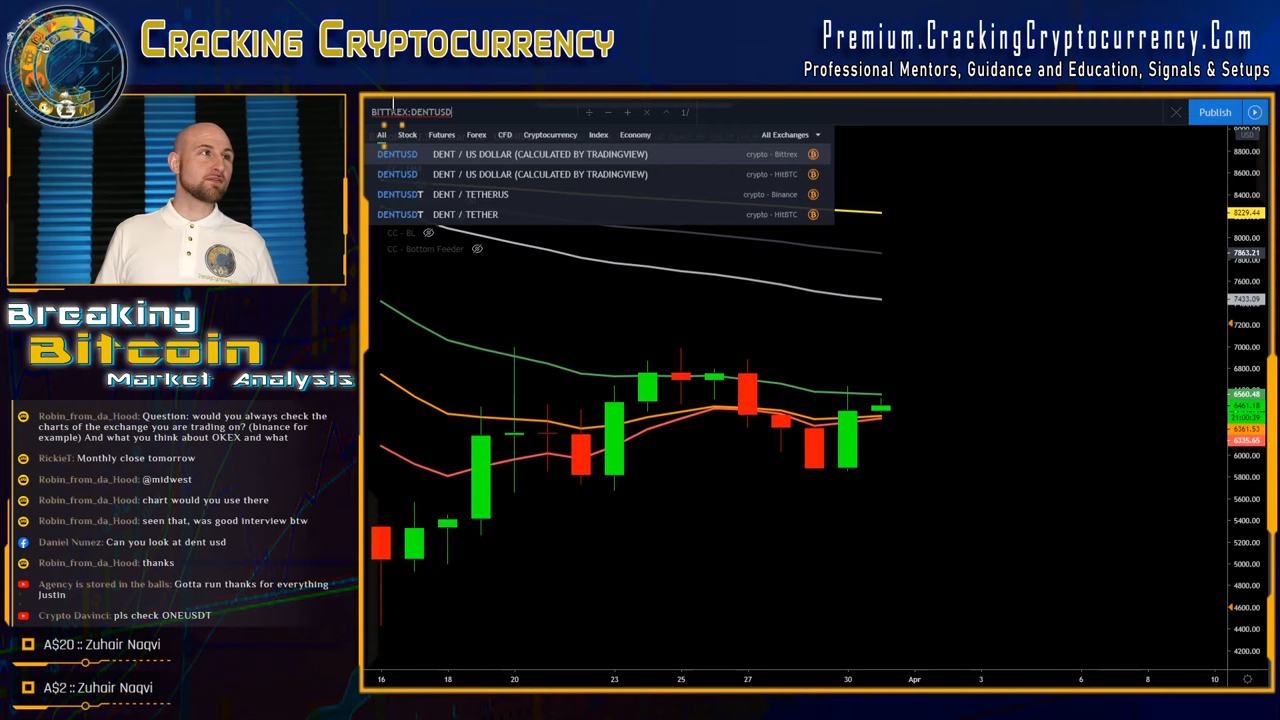 CRACKING CRYPTOCURRENCY
Premium.CrackingCryptocurrency.Com
Professional Mentors, Guidance and Education, Signals & Setups
BITTREX:DENTUSD
1/
Publish
All Stock Futures Forex CFD Cryptocurrency Index Economy All Exchanges
DENTUSD DENT / US DOLLAR (CALCULATED BY TRADINGVIEW) crypto - Bittrex
DENTUSD DENT / US DOLLAR (CALCULATED BY TRADINGVIEW) crypto - HitBTC
DENTUSDT DENT / TETHERUS crypto - Binance
DENTUSDT DENT / TETHER crypto - HitBTC
CC - BL
CC - Bottom Feeder
USD
8800.00
8600.00
8400.00
8229.44
8000.00
7863.21
7800.00
7600.00
7433.09
7200.00
7000.00
6800.00
6560.48
6461.18
21:00:39
6361.53
6335.65
6000.00
5800.00
5600.00
5400.00
5200.00
5000.00
4800.00
4600.00
4400.00
4200.00
16 18 20 23 25 27 30 Apr 3 6 8 10
Breaking
Bitcoin
Market Analysis
Robin_from_da_Hood: Question: would you always check the
charts of the exchange you are trading on? (binance for
example) And what you think about OKEX and what
RickieT: Monthly close tomorrow
Robin_from_da_Hood: @midwest
Robin_from_da_Hood: chart would you use there
Robin_from_da_Hood: seen that, was good interview btw
Daniel Nunez: Can you look at dent usd
Robin_from_da_Hood: thanks
Agency is stored in the balls: Gotta run thanks for everything
Justin
Crypto Davinci: pls check ONEUSDT
A$20 :: Zuhair Naqvi
A$2 :: Zuhair Naqvi